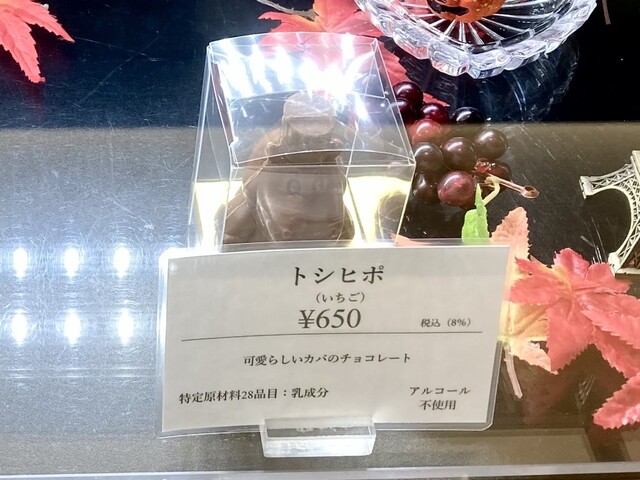 トシヒポ
（いちご）
¥650
税込（8%）
可愛らしいカバのチョコレート
特定原材料28品目：乳成分
アルコール
不使用